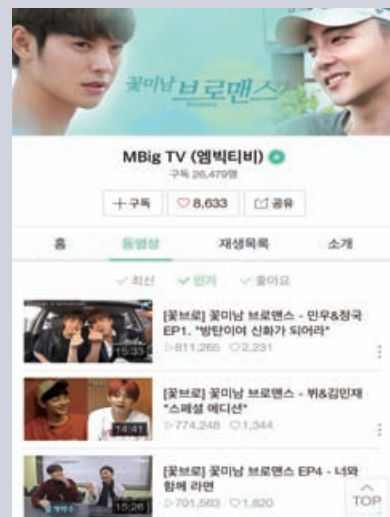 꽃미남 브로맨스
MBig TV (엠빅티비)
구독 26,479명
+구독 8,633 공유
홈 동영상 재생목록 소개
최신 인기 좋아요
[꽃브로] 꽃미남 브로맨스 - 민우&정국
EP1. "방탄이여 신화가 되어라"
811,265 2,231
15:33
[꽃브로] 꽃미남 브로맨스 - 뷔&김민재
"스페셜 에디션"
774,248 1,344
14:41
[꽃브로] 꽃미남 브로맨스 EP4 - 너와
함께 라면
701,563 1,820
15:26
TOP